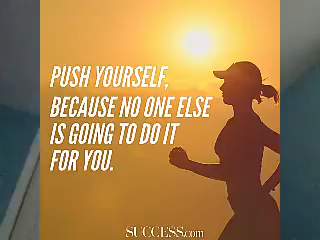 PUSH YOURSELF,
BECAUSE NO ONE ELSE
IS GOING TO DO IT
FOR YOU.
SUCCESS.com